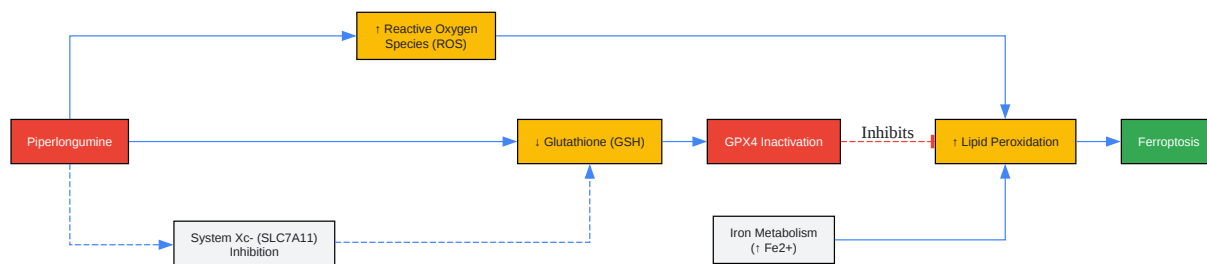 ↑ Reactive Oxygen
Species (ROS)
Piperlongumine
↓ Glutathione (GSH)
GPX4 Inactivation
Inhibits
↑ Lipid Peroxidation
Ferroptosis
System Xc- (SLC7A11)
Inhibition
Iron Metabolism
(↑ Fe2+)